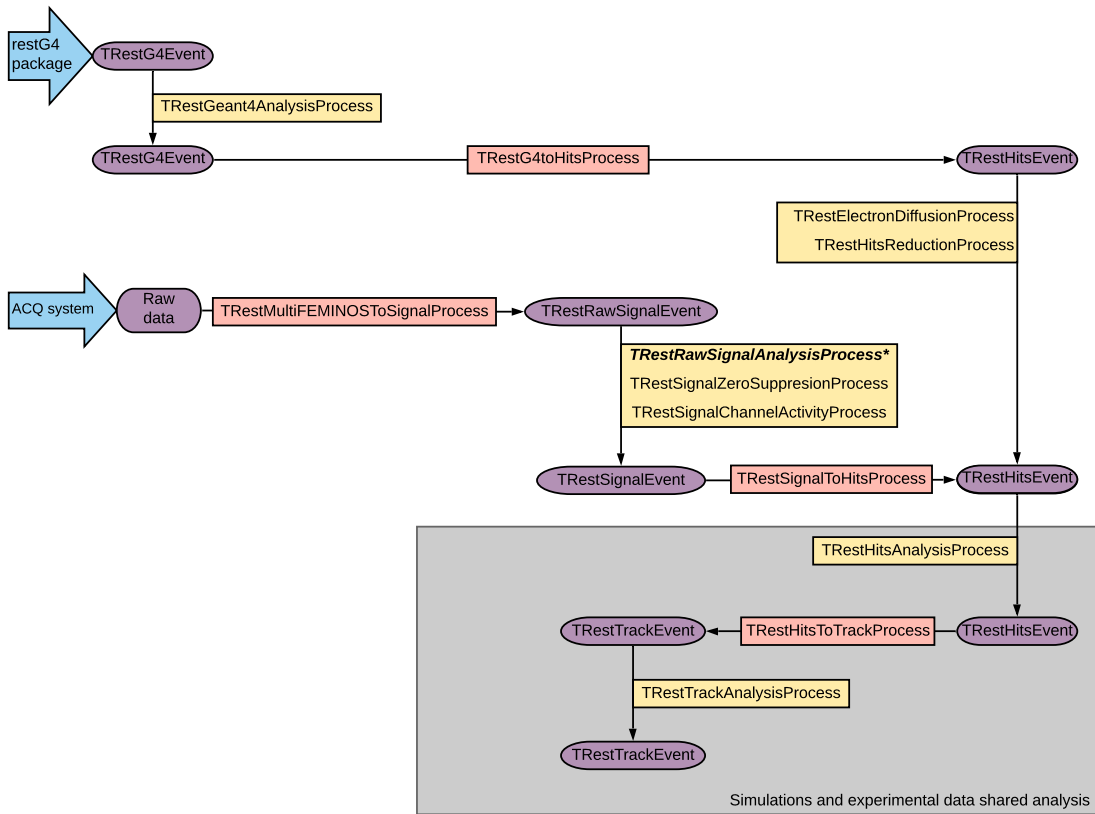 restG4
package
TRestG4Event
TRestGeant4AnalysisProcess
TRestG4Event
TRestG4toHitsProcess
TRestHitsEvent
TRestElectronDiffusionProcess
TRestHitsReductionProcess
ACQ system
Raw
data
TRestMultiFEMINOSToSignalProcess
TRestRawSignalEvent
TRestRawSignalAnalysisProcess*
TRestSignalZeroSuppresionProcess
TRestSignalChannelActivityProcess
TRestSignalEvent
TRestSignalToHitsProcess
TRestHitsEvent
TRestHitsAnalysisProcess
TRestTrackEvent
TRestHitsToTrackProcess
TRestHitsEvent
TRestTrackAnalysisProcess
TRestTrackEvent
Simulations and experimental data shared analysis